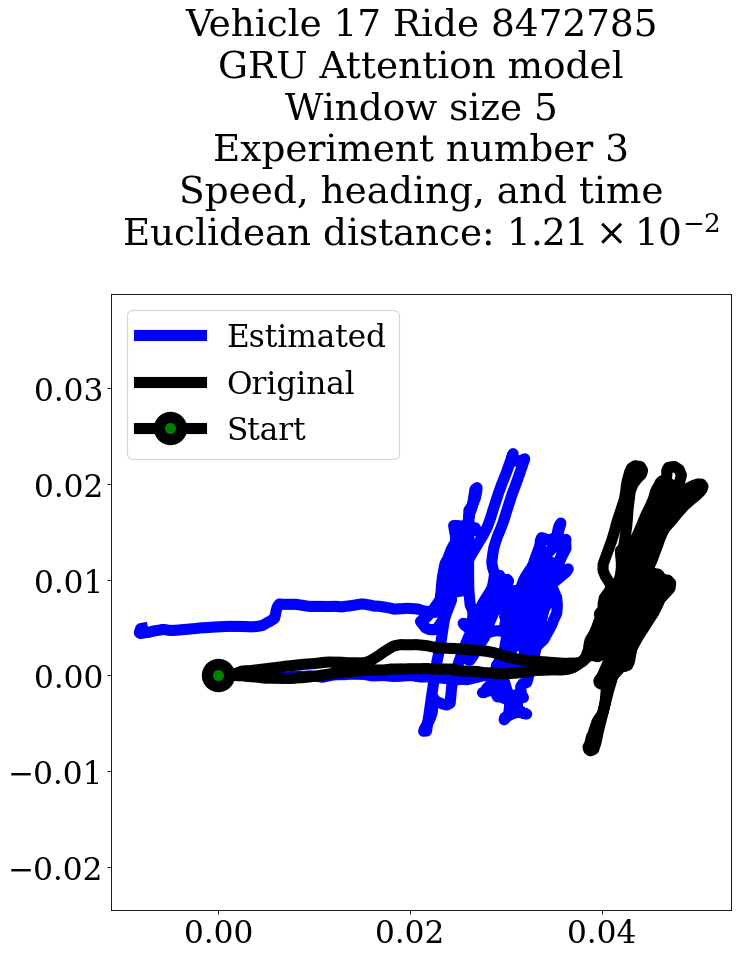 Vehicle 17 Ride 8472785
GRU Attention model
Window size 5
Experiment number 3
Speed, heading, and time
Euclidean distance: 1.21 × 10⁻²
Estimated
Original
Start
0.03
0.02
0.01
0.00
−0.01
−0.02
0.00 0.02 0.04